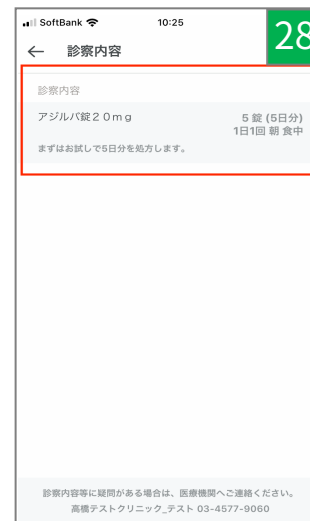 SoftBank 10:25
28
← 診察内容
診察内容
アジルバ錠20mg 5 錠 (5日分)
1日1回 朝 食中
まずはお試しで5日分を処方します。
診察内容等に疑問がある場合は、医療機関へご連絡ください。
高橋テストクリニック_テスト 03-4577-9060